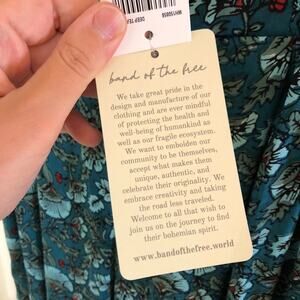 DEEP TE
band of the free
We take great pride in the
design and manufacture of our
clothing and are ever mindful
of protecting the health and
well-being of humankind as
well as our fragile ecosystem.
We want to embolden our
community to be themselves,
accept what makes them
unique, authentic, and
celebrate their originality. We
embrace creativity and taking
the road less traveled.
Welcome to all that wish to
join us on the journey to find
their bohemian spirit.
www.bandofthefree.world